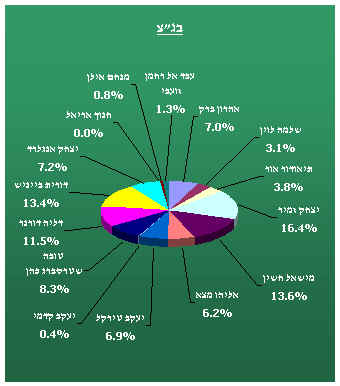 בג״צ
מנחם אילן
0.8%
עבד אל רחמן
זועבי
1.3%
אהרון ברק
7.0%
חנוך אריאל
0.0%
שלמה לוין
3.1%
יצחק אנגלרד
7.2%
תיאודור אור
3.8%
דורית בייניש
13.4%
יצחק זמיר
16.4%
דליה דורנר
11.5%
טובה
שטרסברג כהן
8.3%
מישאל חשין
13.6%
אליהו מצא
6.2%
יעקב קדמי
0.4%
יעקב טירקל
6.9%